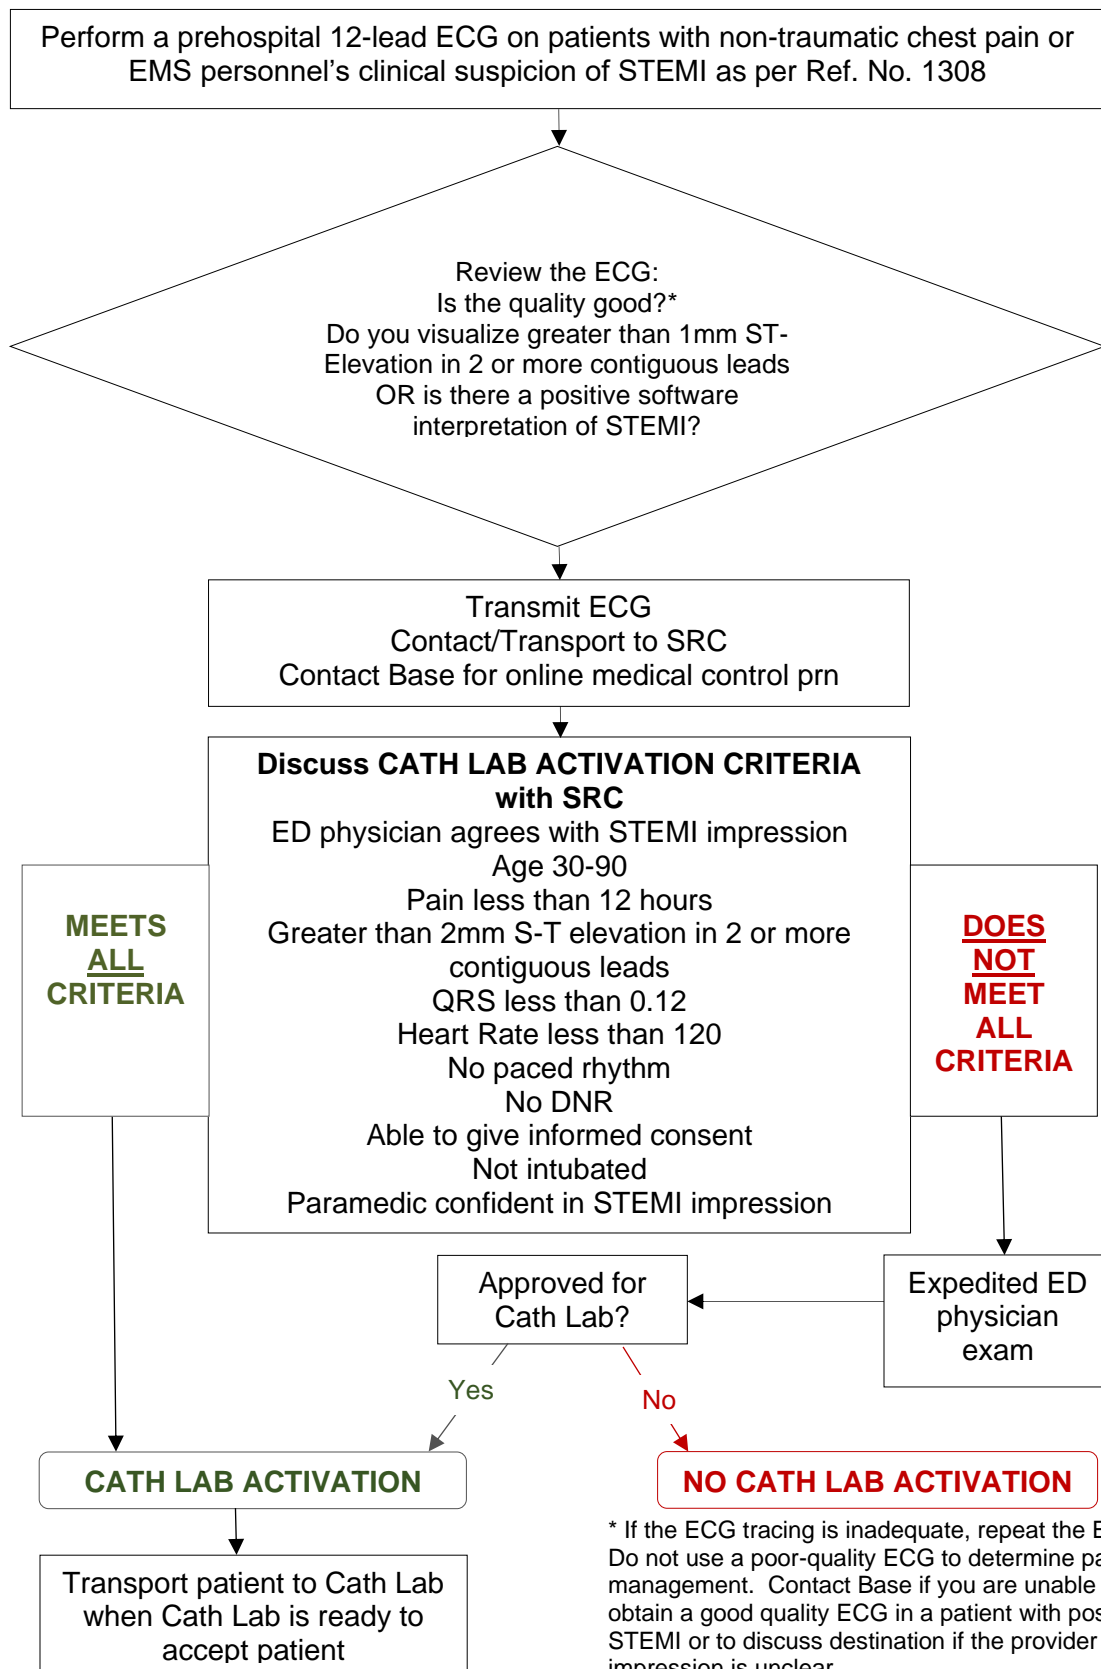 Perform a prehospital 12-lead ECG on patients with non-traumatic chest pain or
EMS personnel's clinical suspicion of STEMI as per Ref. No. 1308
Review the ECG:
Is the quality good?*
Do you visualize greater than 1mm ST-
Elevation in 2 or more contiguous leads
OR is there a positive software
interpretation of STEMI?
Transmit ECG
Contact/Transport to SRC
Contact Base for online medical control prn
Discuss CATH LAB ACTIVATION CRITERIA
with SRC
ED physician agrees with STEMI impression
Age 30-90
Pain less than 12 hours
Greater than 2mm S-T elevation in 2 or more
contiguous leads
QRS less than 0.12
Heart Rate less than 120
No paced rhythm
No DNR
Able to give informed consent
Not intubated
Paramedic confident in STEMI impression
MEETS
ALL
CRITERIA
DOES
NOT
MEET
ALL
CRITERIA
Approved for
Cath Lab?
Expedited ED
physician
exam
Yes
No
CATH LAB ACTIVATION
NO CATH LAB ACTIVATION
Transport patient to Cath Lab
when Cath Lab is ready to
accept patient
* If the ECG tracing is inadequate, repeat the
Do not use a poor-quality ECG to determine
management. Contact Base if you are unable
obtain a good quality ECG in a patient with
STEMI or to discuss destination if the provider
impression is unclear